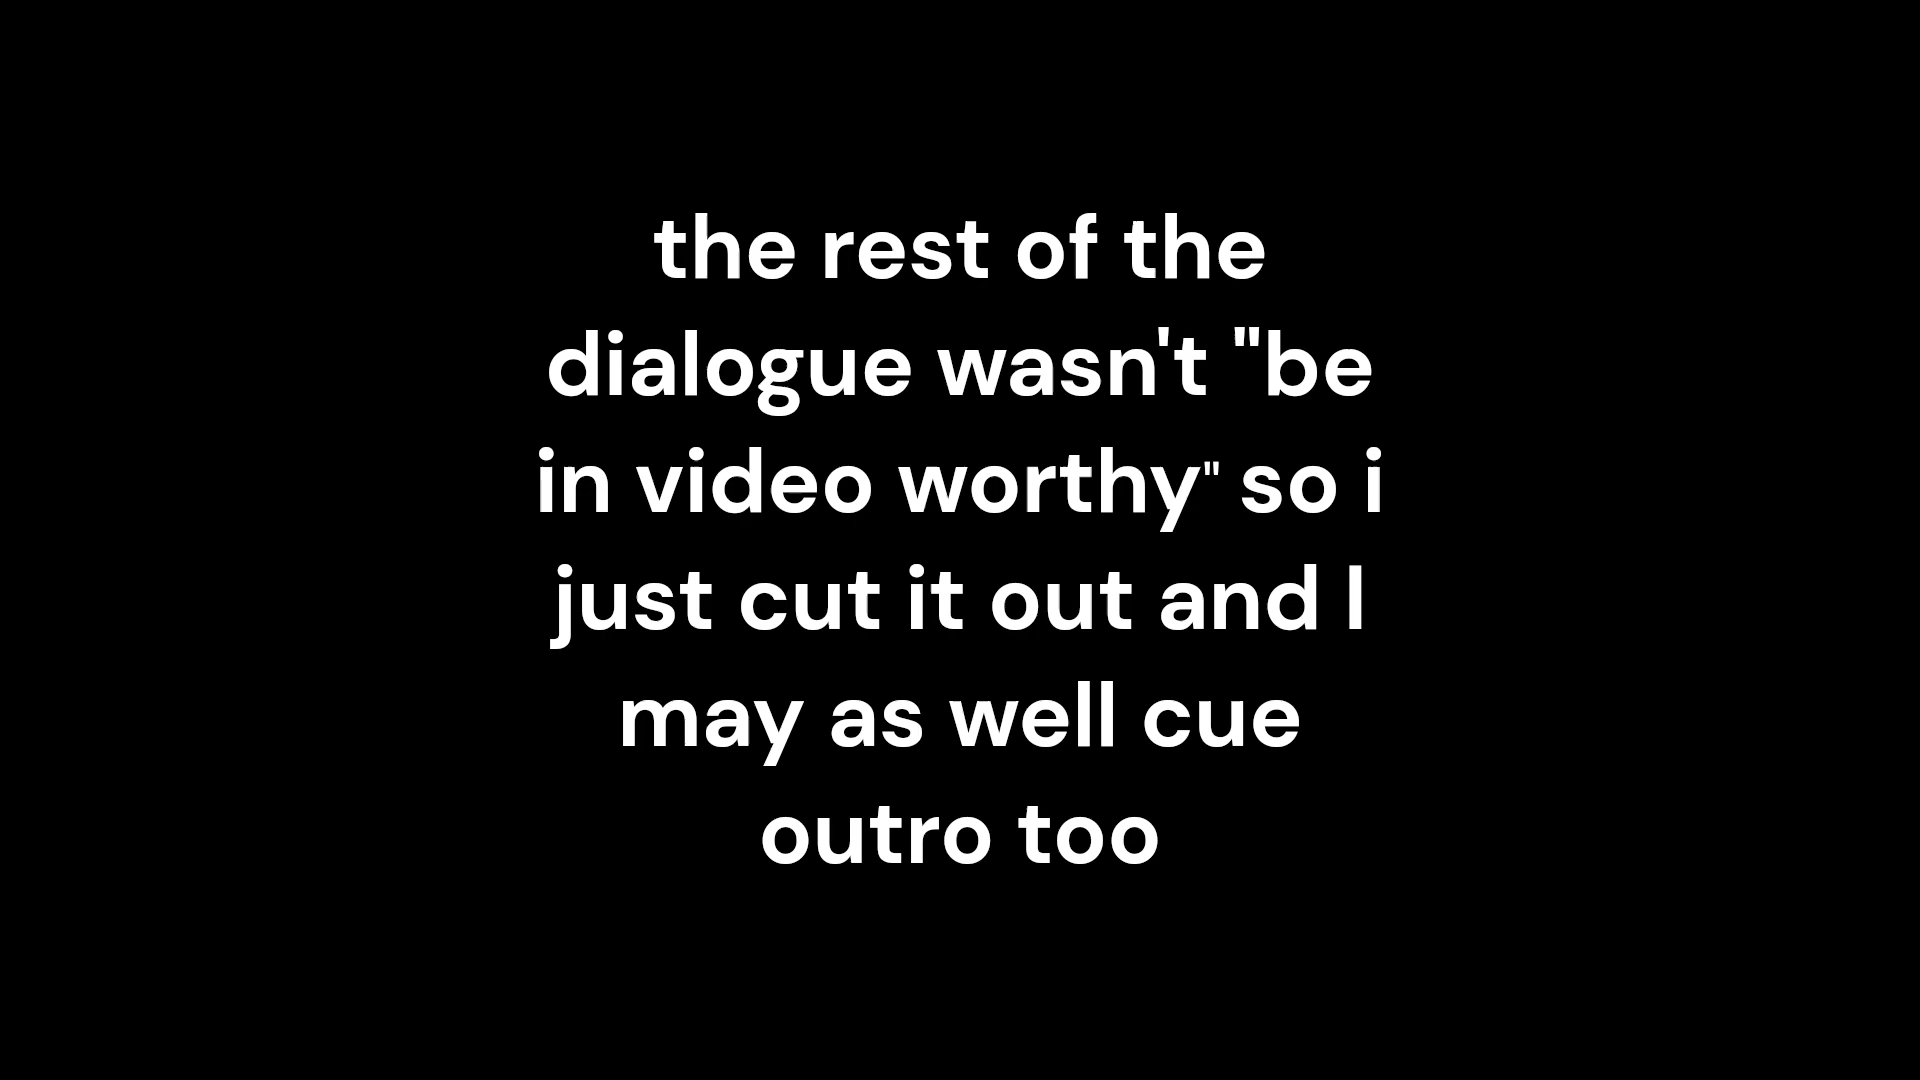 the rest of the
dialogue wasn't "be
in video worthy" so i
just cut it out and I
may as well cue
outro too